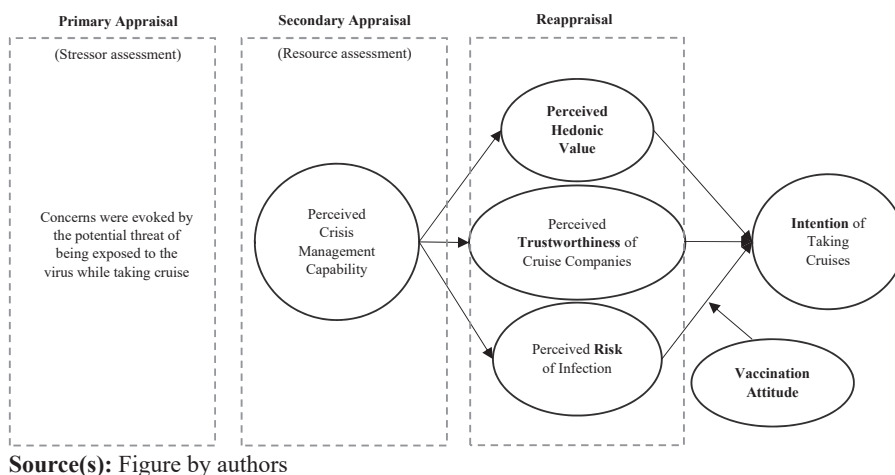 Primary Appraisal
(Stressor assessment)
Concerns were evoked by
the potential threat of
being exposed to the
virus while taking cruise
Secondary Appraisal
(Resource assessment)
Perceived
Crisis
Management
Capability
Reappraisal
Perceived
Hedonic
Value
Perceived
Trustworthiness of
Cruise Companies
Perceived Risk
of Infection
Intention of
Taking
Cruises
Vaccination
Attitude
Source(s): Figure by authors